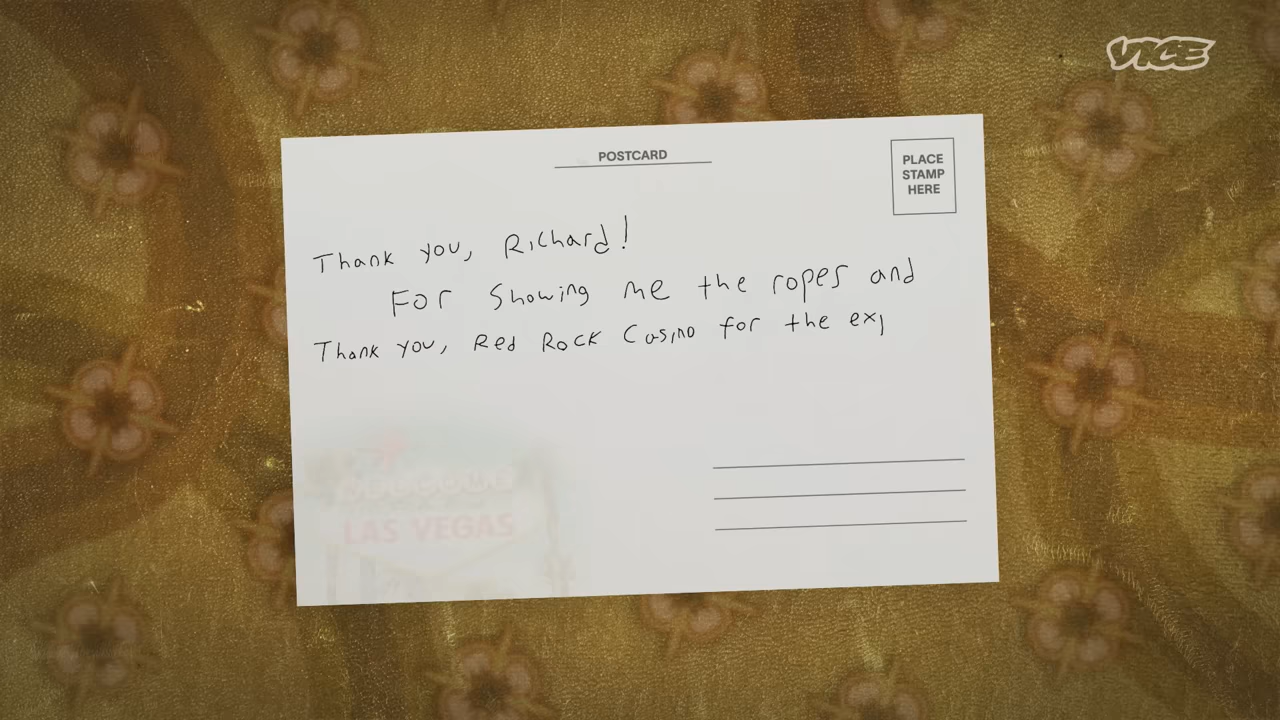 VICE
POSTCARD
PLACE
STAMP
HERE
Thank you, Richard!
For Showing me the ropes and
Thank you, Red Rock Casino for the exp
LAS VEGAS